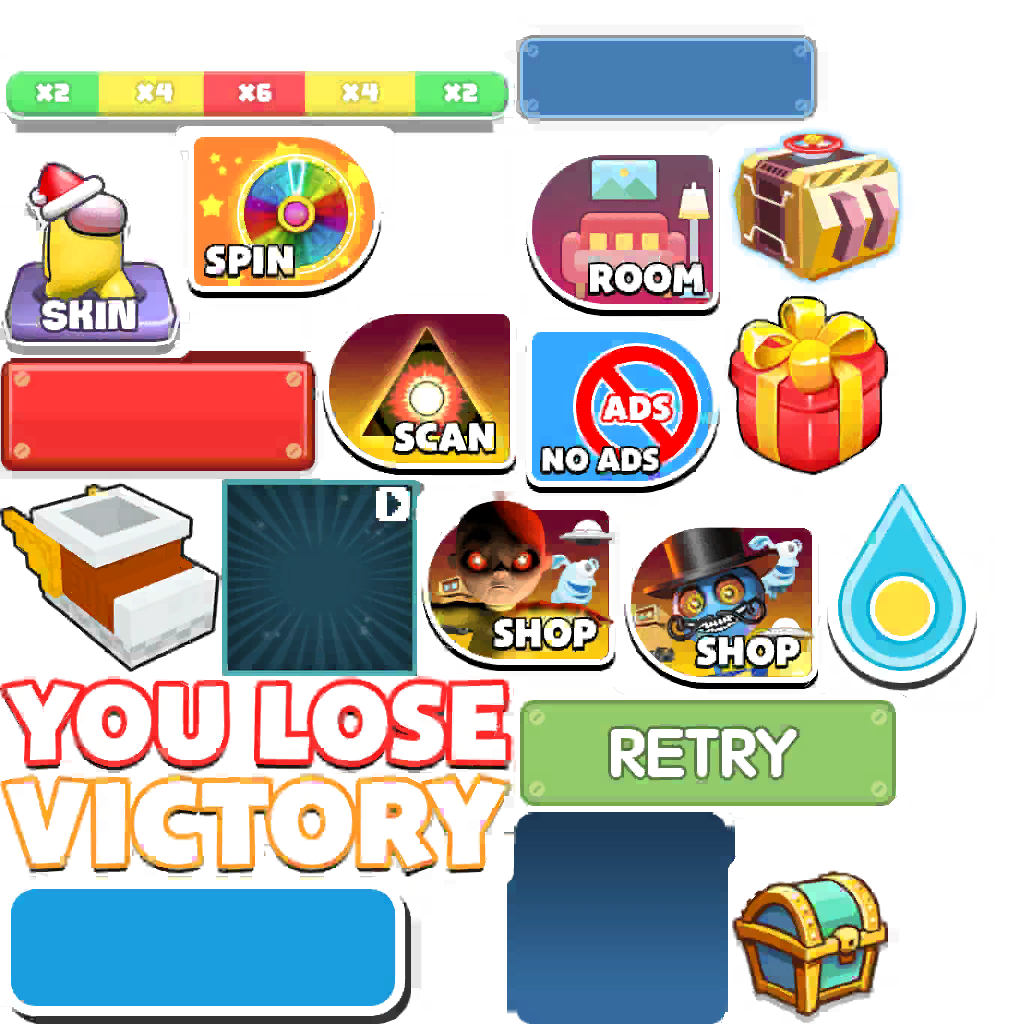 x2 x4 x6 x4 x2
SPIN
ROOM
SKIN
SCAN
ADS
NO ADS
SHOP
SHOP
YOU LOSE
RETRY
VICTORY